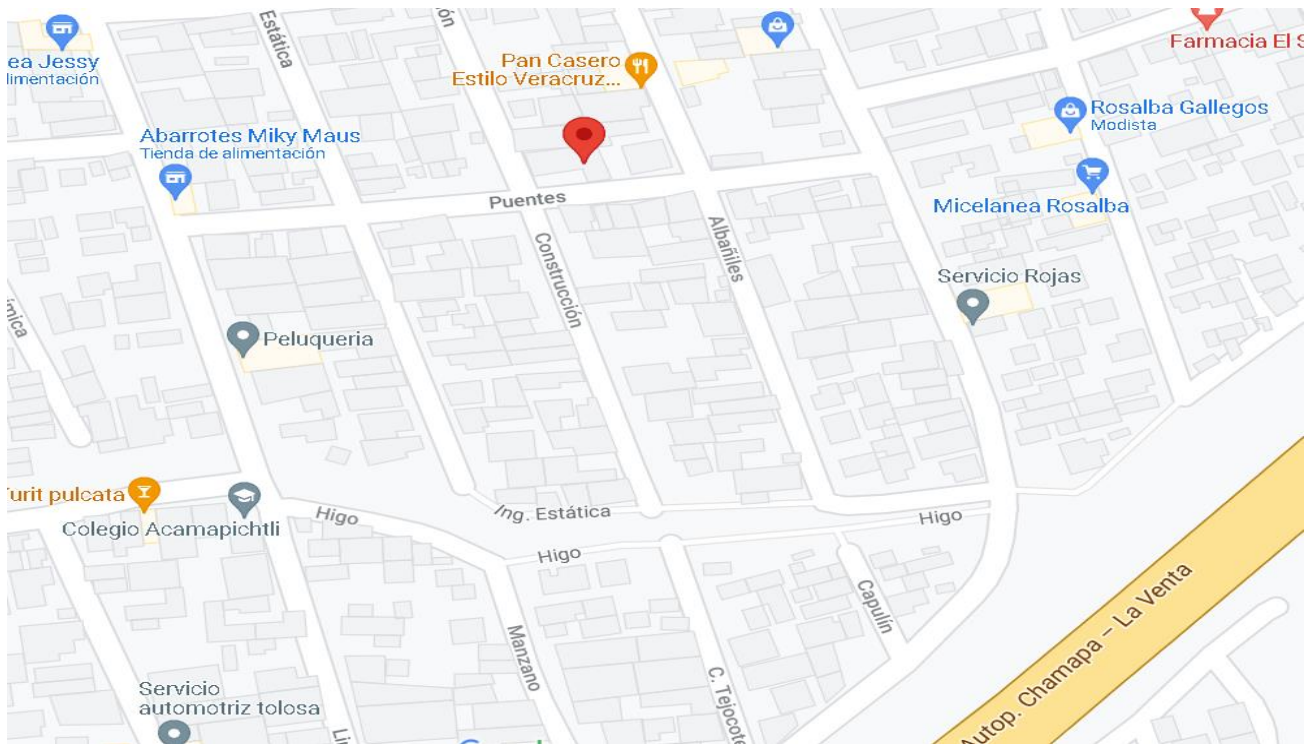 Estática
ón
ea Jessy
limentación
Pan Casero
Estilo Veracruz...
Farmacia El S
Abarrotes Miky Maus
Tienda de alimentación
Rosalba Gallegos
Modista
Puentes
Micelanea Rosalba
Construcción
Albañiles
Servicio Rojas
ímica
Peluqueria
Turit pulcata
Colegio Acamapichtli
Higo
Ing. Estática
Higo
Higo
Capulín
Manzano
C. Tejocote
Autop. Chamapa - La Venta
Servicio
automotriz tolosa